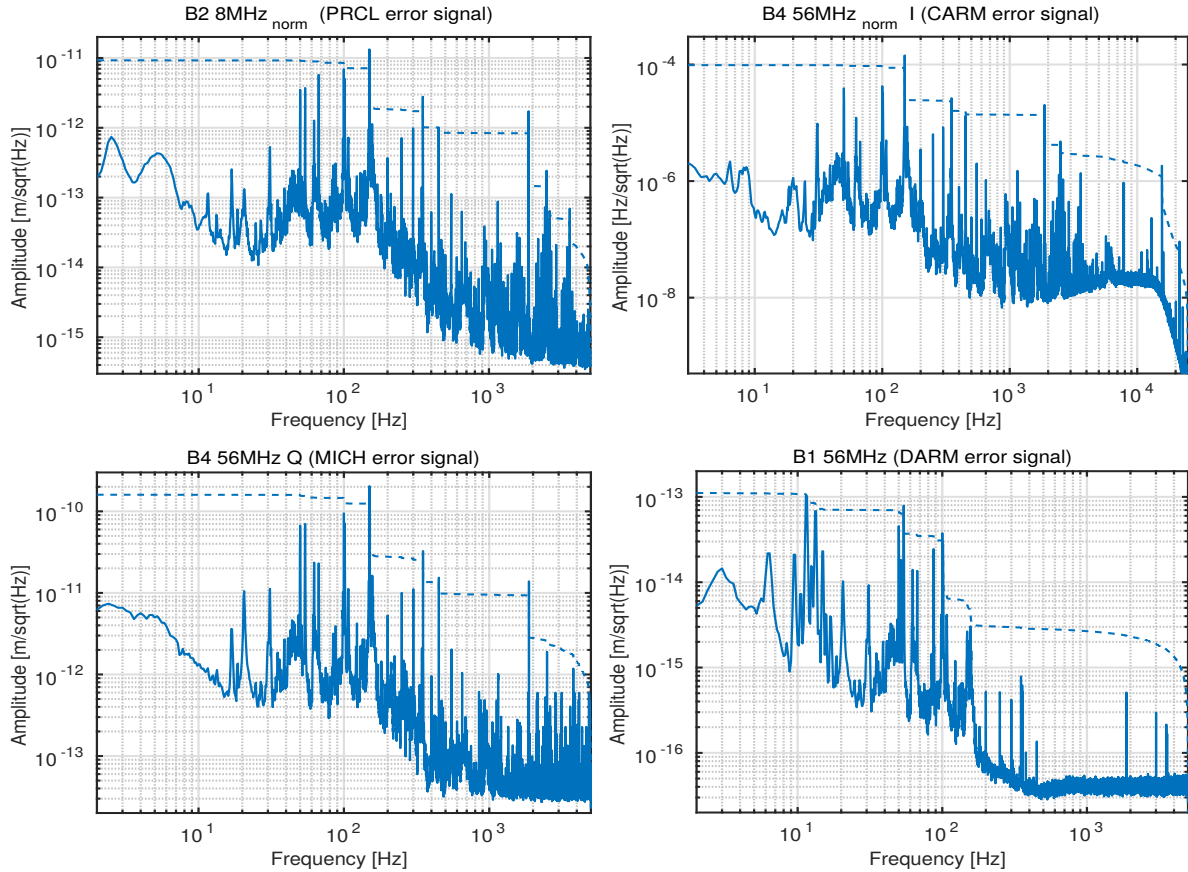 B2 8MHz norm (PRCL error signal)
Amplitude [m/sqrt(Hz)]
10^-11
10^-12
10^-13
10^-14
10^-15
10^1 10^2 10^3
Frequency [Hz]
B4 56MHz norm I (CARM error signal)
Amplitude [Hz/sqrt(Hz)]
10^-4
10^-6
10^-8
10^1 10^2 10^3 10^4
Frequency [Hz]
B4 56MHz Q (MICH error signal)
Amplitude [m/sqrt(Hz)]
10^-10
10^-11
10^-12
10^-13
10^1 10^2 10^3
Frequency [Hz]
B1 56MHz (DARM error signal)
Amplitude [m/sqrt(Hz)]
10^-13
10^-14
10^-15
10^-16
10^1 10^2 10^3
Frequency [Hz]